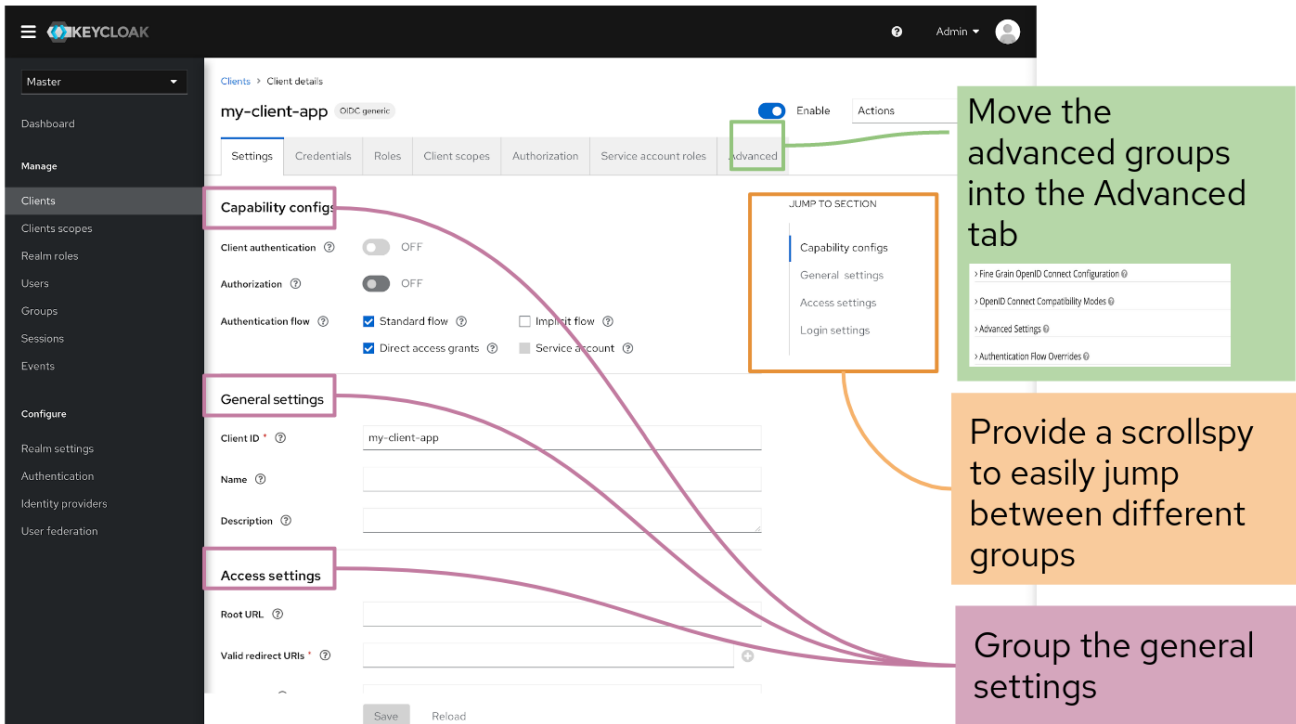 KEYCLOAK
Admin
Master
Dashboard
Manage
Clients
Clients scopes
Realm roles
Users
Groups
Sessions
Events
Configure
Realm settings
Authentication
Identity providers
User federation
Clients > Client details
my-client-app OIDC generic
Enable
Actions
Settings Credentials Roles Client scopes Authorization Service account roles Advanced
Capability configs
Client authentication OFF
Authorization OFF
Authentication flow Standard flow Implicit flow
Direct access grants Service account
General settings
Client ID * my-client-app
Name
Description
Access settings
Root URL
Valid redirect URIs *
Save Reload
JUMP TO SECTION
Capability configs
General settings
Access settings
Login settings
Move the
advanced groups
into the Advanced
tab
> Fine Grain OpenID Connect Configuration
> OpenID Connect Compatibility Modes
> Advanced Settings
> Authentication Flow Overrides
Provide a scrollspy
to easily jump
between different
groups
Group the general
settings